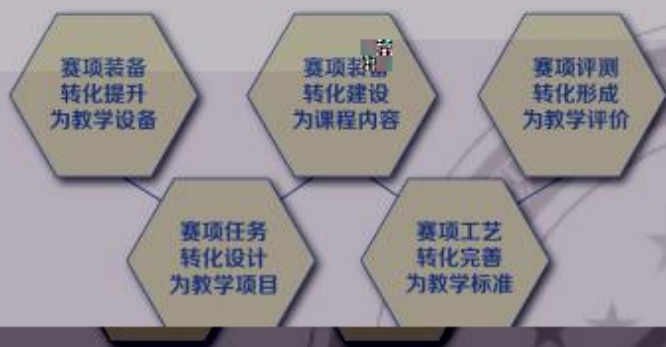 赛项装备
转化提升
为教学设备
赛项装
转化建设
为课程内容
赛项评测
转化形成
为教学评价
赛项任务
转化设计
为教学项目
赛项工艺
转化完善
为教学标准